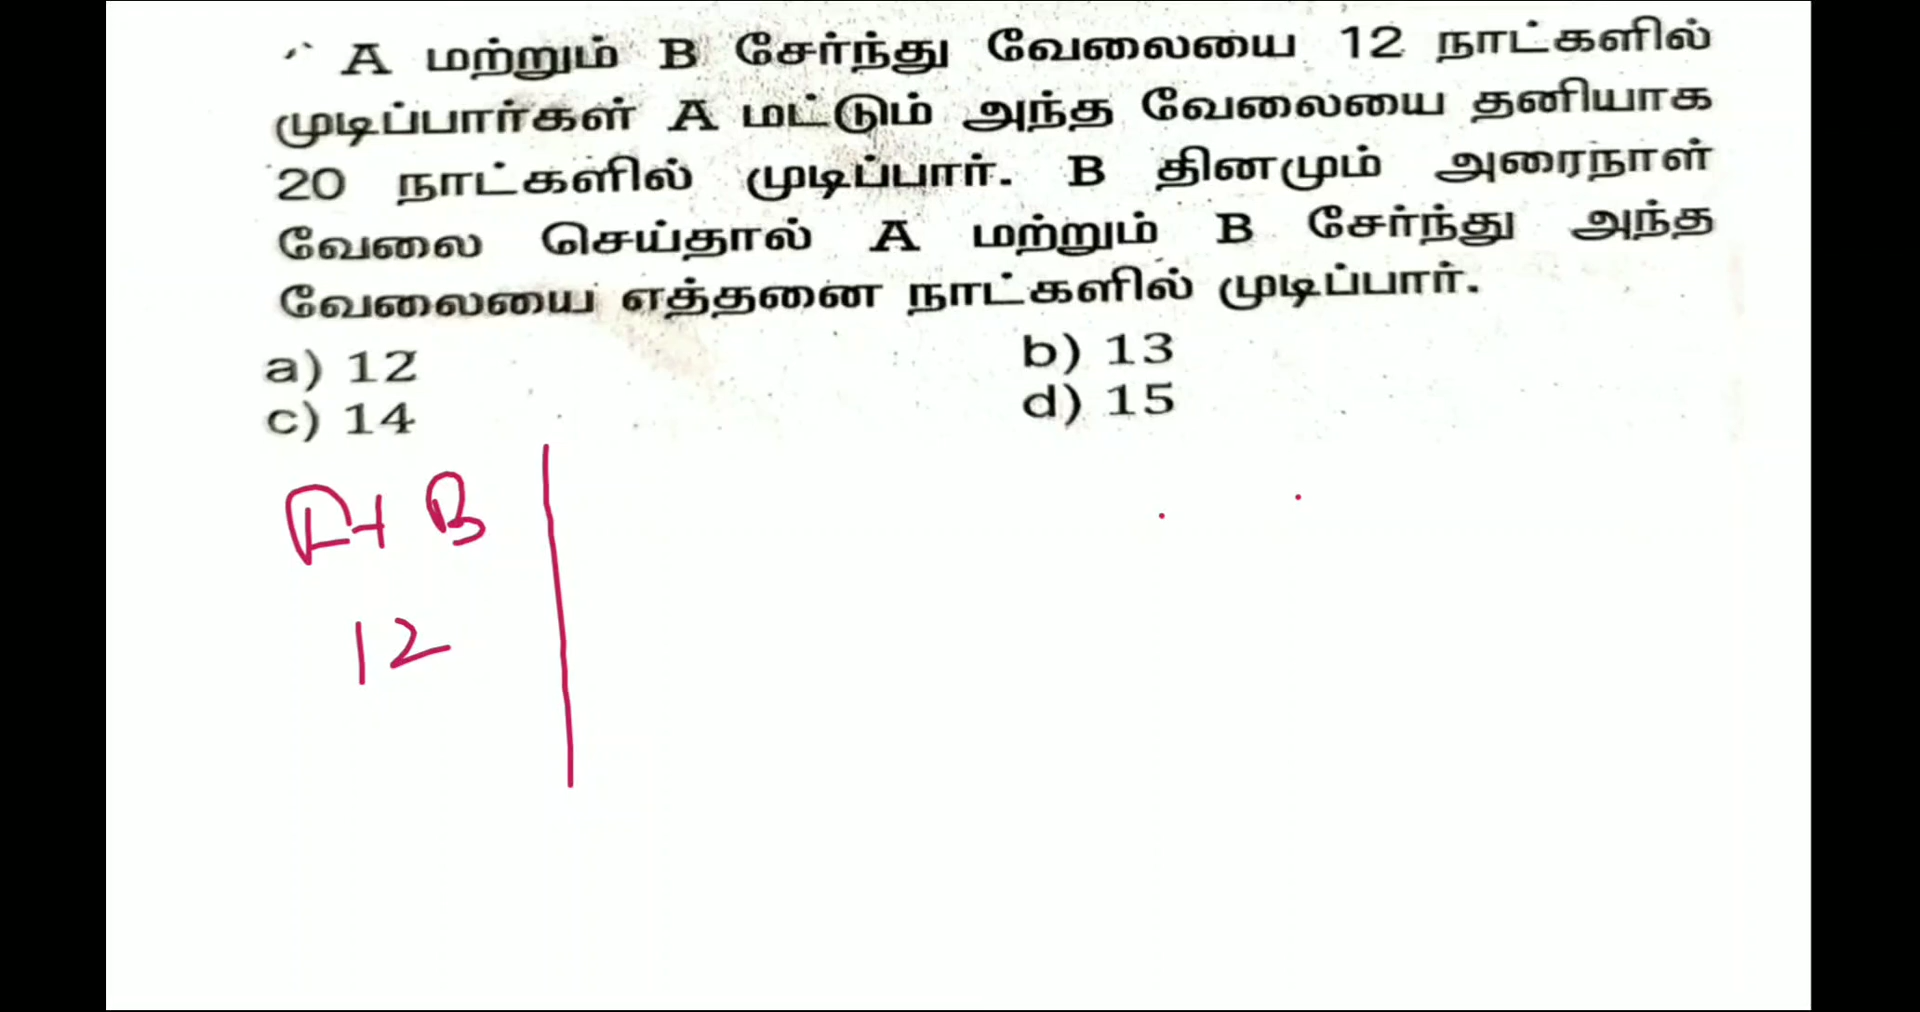 A மற்றும் B சேர்ந்து வேலையை 12 நாட்களில்
முடிப்பார்கள் A மட்டும் அந்த வேலையை தனியாக
20 நாட்களில் முடிப்பார். B தினமும் அரைநாள்
வேலை செய்தால் A மற்றும் B சேர்ந்து அந்த
வேலையை எத்தனை நாட்களில் முடிப்பார்.
a) 12 b) 13
c) 14 d) 15
A+ B
12